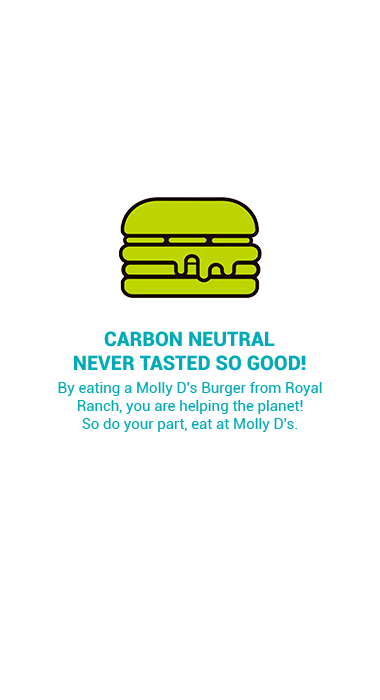 CARBON NEUTRAL
NEVER TASTED SO GOOD!
By eating a Molly D's Burger from Royal
Ranch, you are helping the planet!
So do your part, eat at Molly D's.